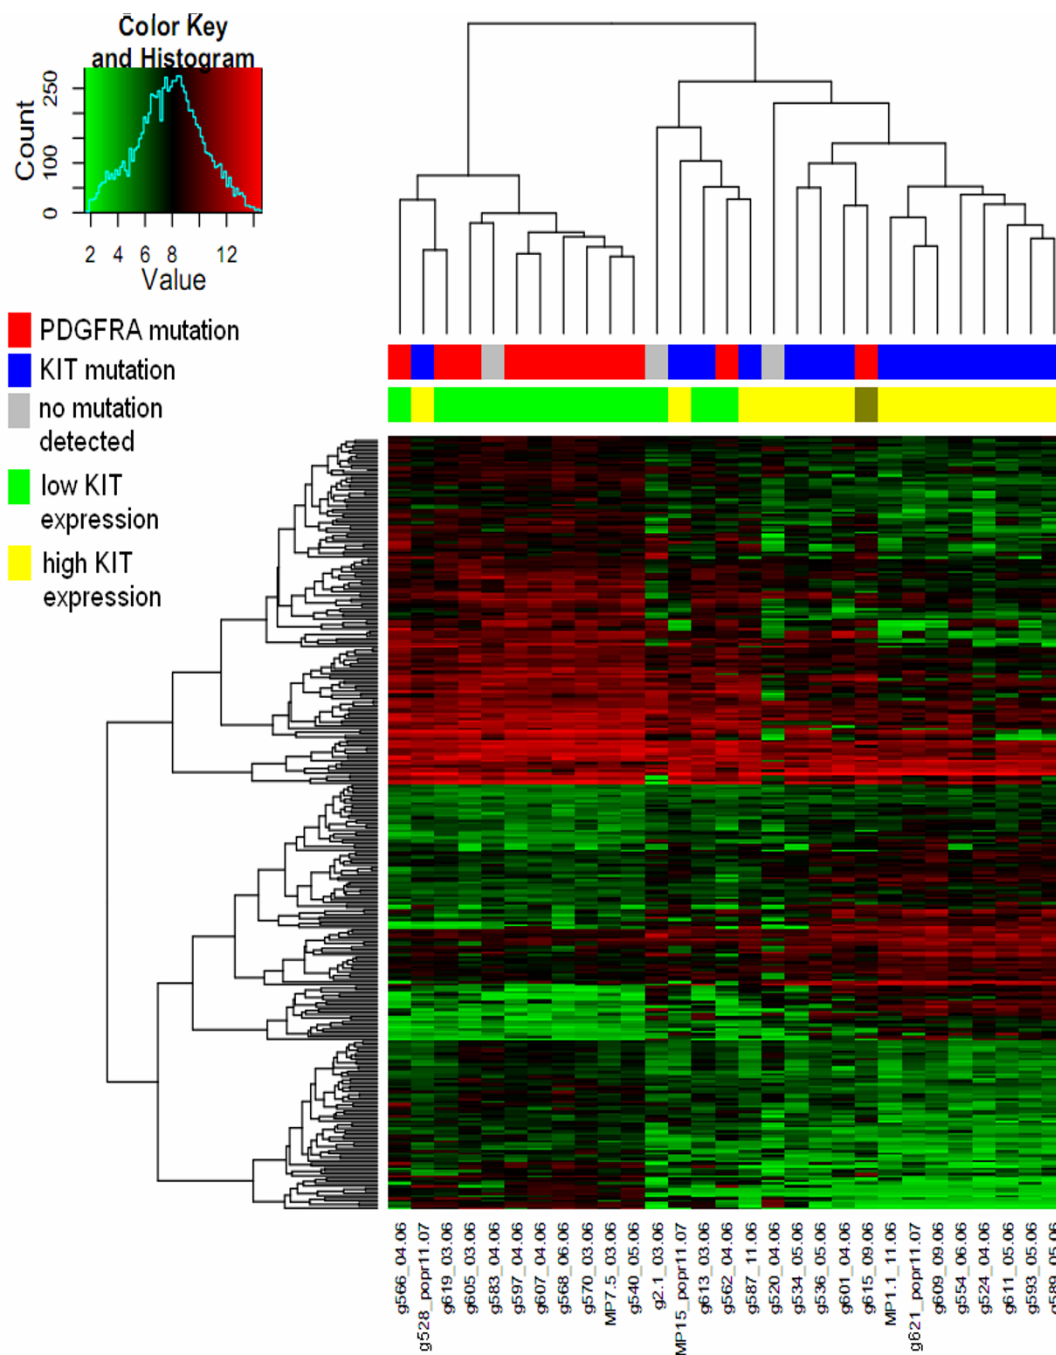 Color Key
and Histogram
Count
0
100
250
2 4 6 8 12
Value
PDGFRA mutation
KIT mutation
no mutation
detected
low KIT
expression
high KIT
expression
g566_04.06
g528_popr11.07
g619_03.06
g605_03.06
g583_04.06
g597_04.06
g607_04.06
g568_06.06
g570_03.06
MP7.5_03.06
g540_05.06
g2.1_03.06
MP15_popr11.07
g613_03.06
g562_04.06
g587_11.06
g520_04.06
g534_05.06
g536_05.06
g601_04.06
g615_09.06
MP1.1_11.06
g621_popr11.07
g609_09.06
g554_06.06
g524_04.06
g611_05.06
g593_05.06
g589_05.06